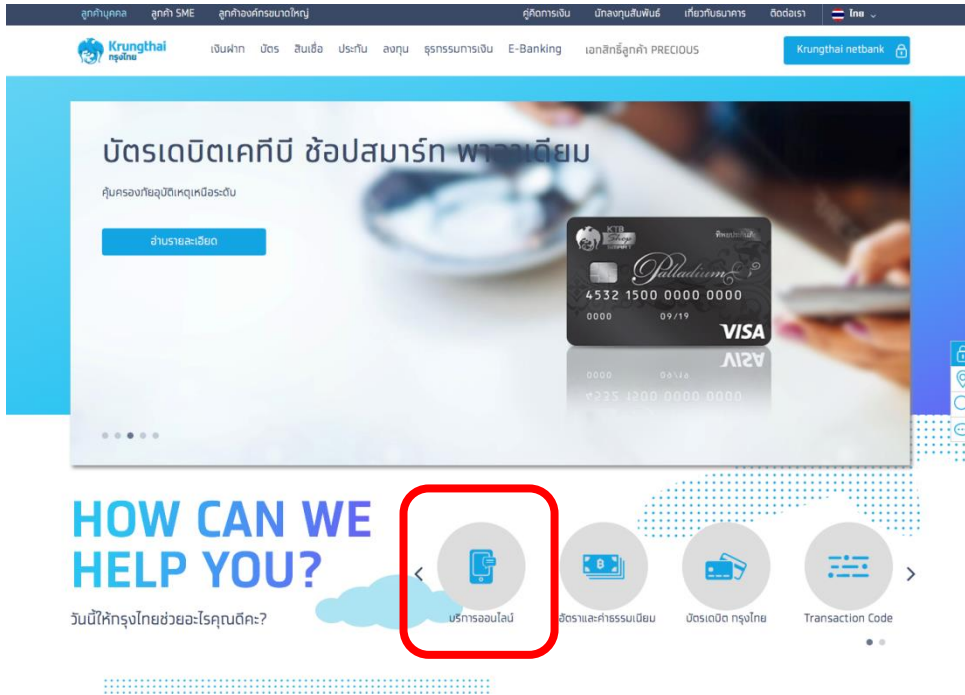 ลูกค้าบุคคล ลูกค้า SME ลูกค้าองค์กรขนาดใหญ่ คู่คิดการเงิน นักลงทุนสัมพันธ์ เกี่ยวกับธนาคาร ติดต่อเรา ไทย
Krungthai
กรุงไทย
เงินฝาก บัตร สินเชื่อ ประกัน ลงทุน ธุรกรรมการเงิน E-Banking เอกสิทธิ์ลูกค้า PRECIOUS
Krungthai netbank
บัตรเดบิตเคทีบี ช้อปสมาร์ท พาลาเดียม
คุ้มครองภัยอุบัติเหตุเหนือระดับ
อ่านรายละเอียด
KTB
Shop
ทิพยประกันภัย
Palladium
4532 1500 0000 0000
0000 09/19
VISA
HOW CAN WE
HELP YOU?
วันนี้ให้กรุงไทยช่วยอะไรคุณดีคะ?
บริการออนไลน์
อัตราและค่าธรรมเนียม
บัตรเดบิต กรุงไทย
Transaction Code